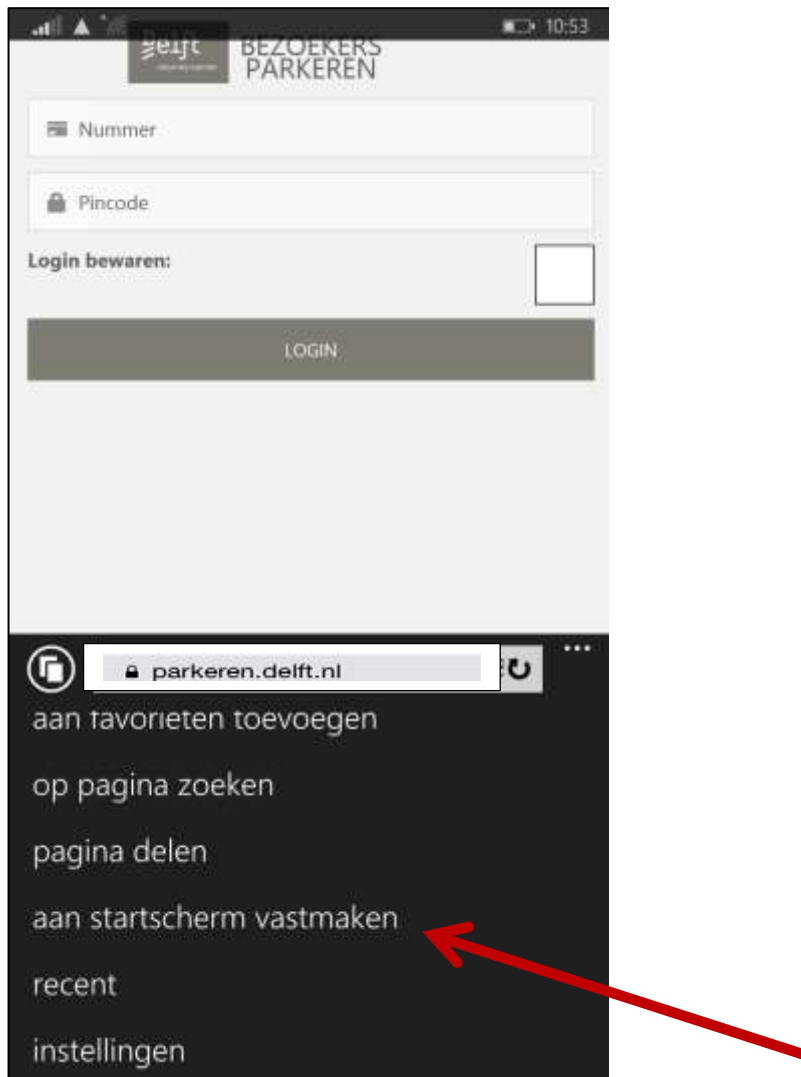 10:53
Delft
BEZOEKERS
PARKEREN
Nummer
Pincode
Login bewaren:
LOGIN
parkeren.delft.nl
aan favorieten toevoegen
op pagina zoeken
pagina delen
aan startscherm vastmaken
recent
instellingen